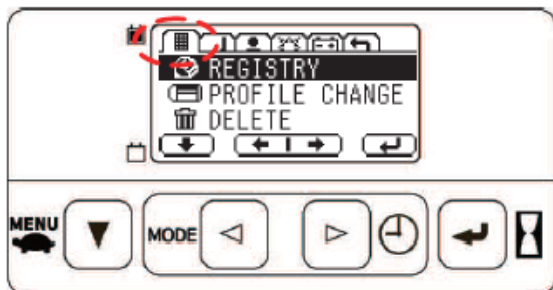 REGISTRY
PROFILE CHANGE
DELETE
MENU
MODE